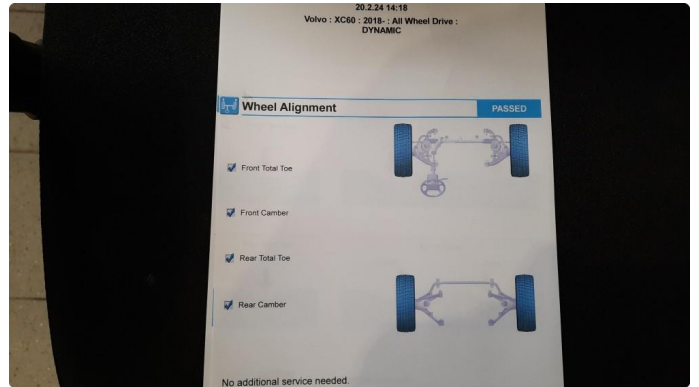 20.2.24 14:18
Volvo : XC60 : 2018- : All Wheel Drive :
DYNAMIC
Wheel Alignment
PASSED
Front Total Toe
Front Camber
Rear Total Toe
Rear Camber
No additional service needed.